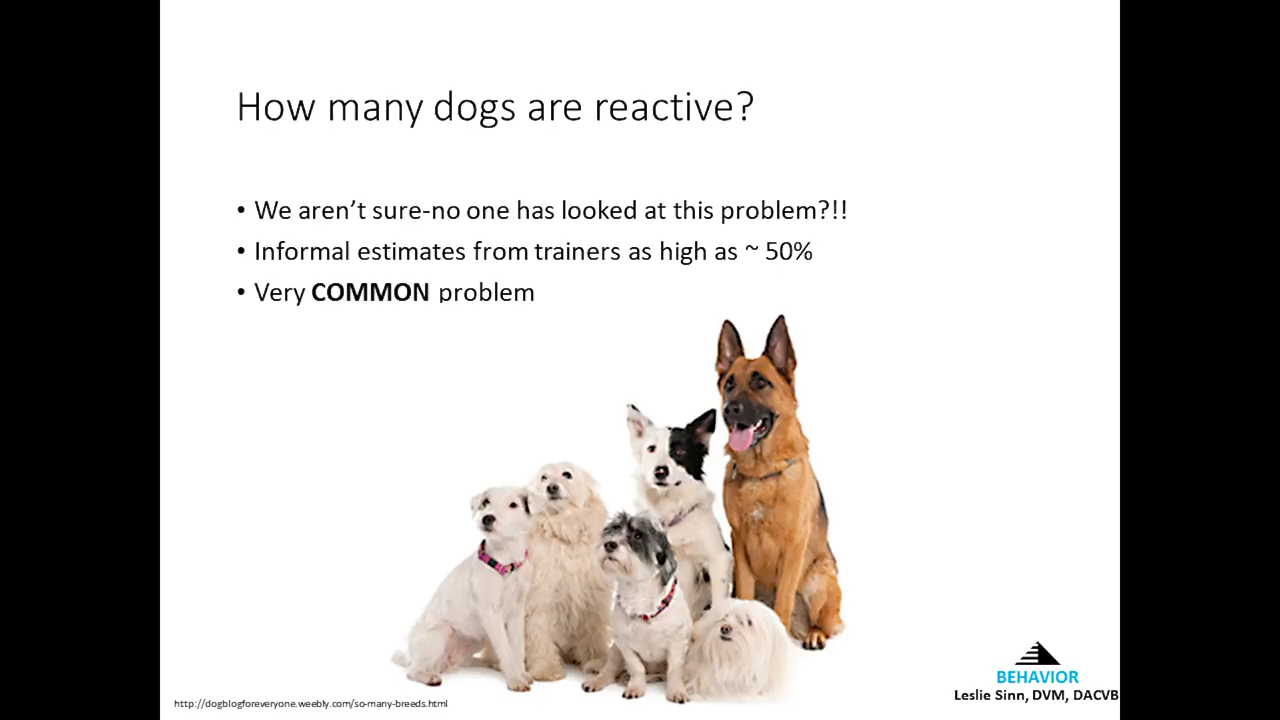 How many dogs are reactive?
• We aren't sure-no one has looked at this problem?!!
• Informal estimates from trainers as high as ~ 50%
• Very COMMON problem
BEHAVIOR
Leslie Sinn, DVM, DACVB
http://dogblogforeveryone.weebly.com/so-many-breeds.html